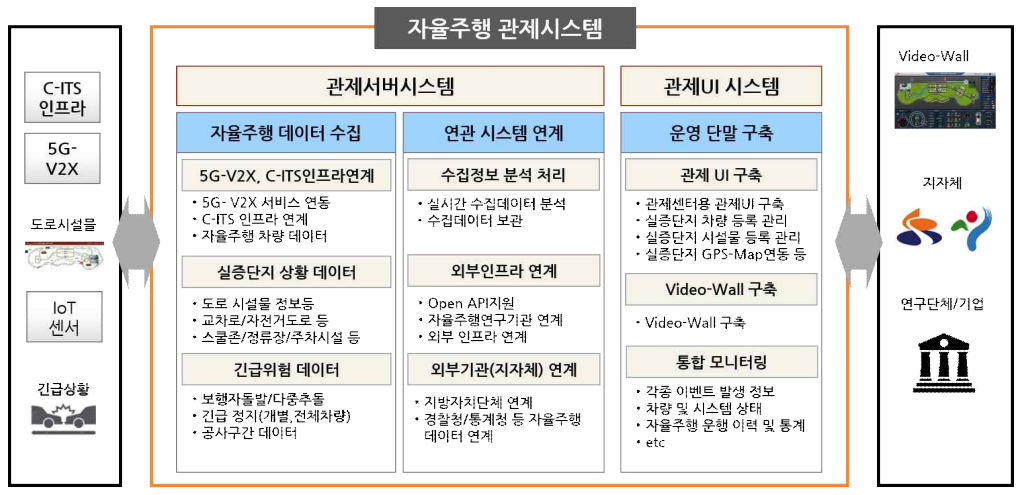 자율주행 관제시스템
C-ITS
인프라
5G-
V2X
도로시설물
IoT
센서
긴급상황
관제서버시스템
자율주행 데이터 수집
5G-V2X, C-ITS인프라연계
• 5G- V2X 서비스 연동
• C-ITS 인프라 연계
• 자율주행 차량 데이터
실증단지 상황 데이터
• 도로 시설물 정보등
• 교차로/자전거도로 등
• 스쿨존/정류장/주차시설 등
긴급위험 데이터
• 보행자돌발/다중추돌
• 긴급 정지(개별,전체차량)
• 공사구간 데이터
연관 시스템 연계
수집정보 분석 처리
• 실시간 수집데이터 분석
• 수집데이터 보관
외부인프라 연계
• Open API지원
• 자율주행연구기관 연계
• 외부 인프라 연계
외부기관(지자체) 연계
• 지방자치단체 연계
• 경찰청/통계청 등 자율주행
데이터 연계
관제UI 시스템
운영 단말 구축
관제 UI 구축
• 관제센터용 관제UI 구축
• 실증단지 차량 등록 관리
• 실증단지 시설물 등록 관리
• 실증단지 GPS-Map연동 등
Video-Wall 구축
• Video-Wall 구축
통합 모니터링
• 각종 이벤트 발생 정보
• 차량 및 시스템 상태
• 자율주행 운행 이력 및 통계
• etc
Video-Wall
지자체
연구단체/기업